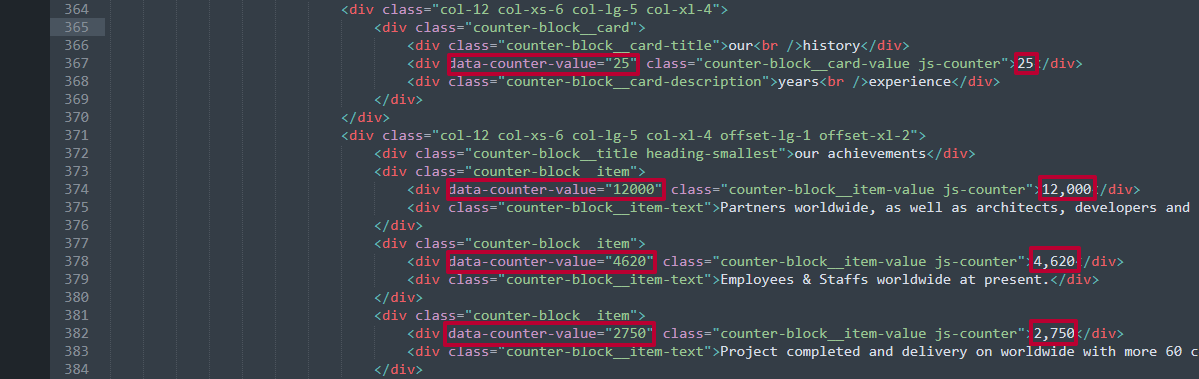 364 <div class="col-12 col-xs-6 col-lg-5 col-xl-4">
365 <div class="counter-block__card">
366 <div class="counter-block__card-title">our<br />history</div>
367 <div data-counter-value="25" class="counter-block__card-value js-counter">25</div>
368 <div class="counter-block__card-description">years<br />experience</div>
369 </div>
370 </div>
371 <div class="col-12 col-xs-6 col-lg-5 col-xl-4 offset-lg-1 offset-xl-2">
372 <div class="counter-block__title heading-smallest">our achievements</div>
373 <div class="counter-block__item">
374 <div data-counter-value="12000" class="counter-block__item-value js-counter">12,000</div>
375 <div class="counter-block__item-text">Partners worldwide, as well as architects, developers and
376 </div>
377 <div class="counter-block__item">
378 <div data-counter-value="4620" class="counter-block__item-value js-counter">4,620</div>
379 <div class="counter-block__item-text">Employees & Staffs worldwide at present.</div>
380 </div>
381 <div class="counter-block__item">
382 <div data-counter-value="2750" class="counter-block__item-value js-counter">2,750</div>
383 <div class="counter-block__item-text">Project completed and delivery on worldwide with more 60 c
384 </div>